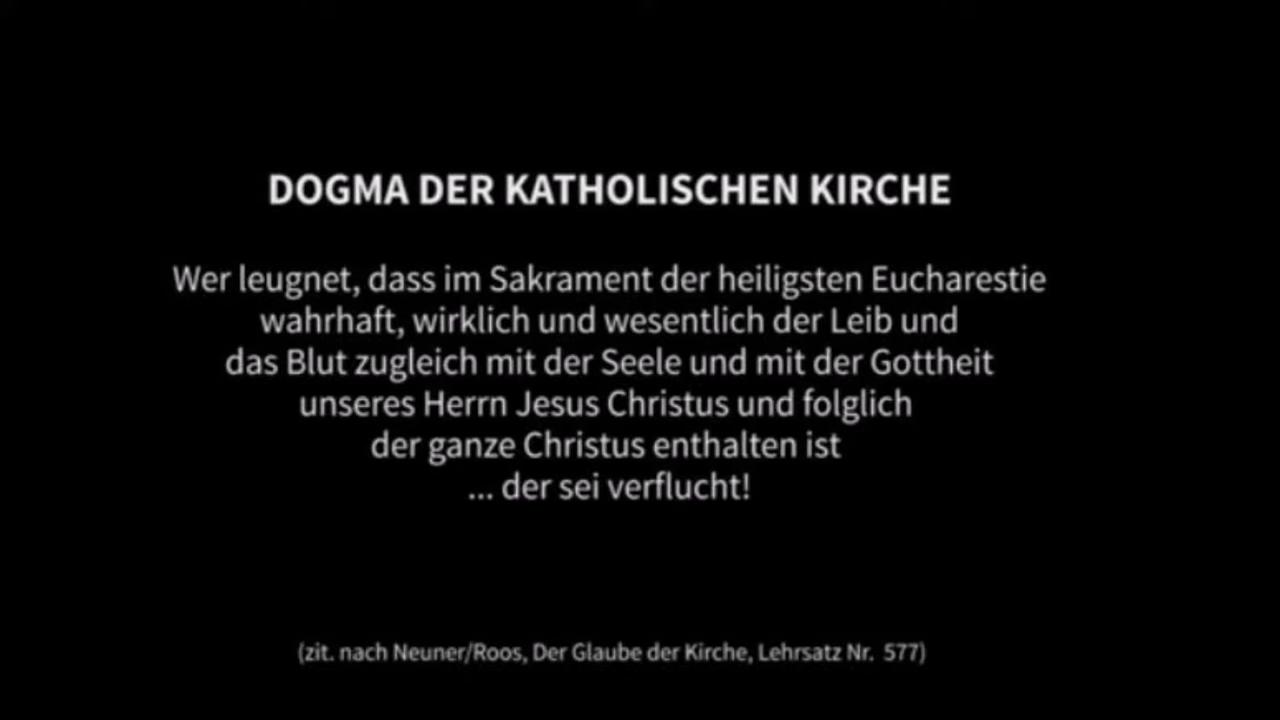 DOGMA DER KATHOLISCHEN KIRCHE
Wer leugnet, dass im Sakrament der heiligsten Eucharestie
wahrhaft, wirklich und wesentlich der Leib und
das Blut zugleich mit der Seele und mit der Gottheit
unseres Herrn Jesus Christus und folglich
der ganze Christus enthalten ist
... der sei verflucht!
(zit. nach Neuner/Roos, Der Glaube der Kirche, Lehrsatz Nr. 577)